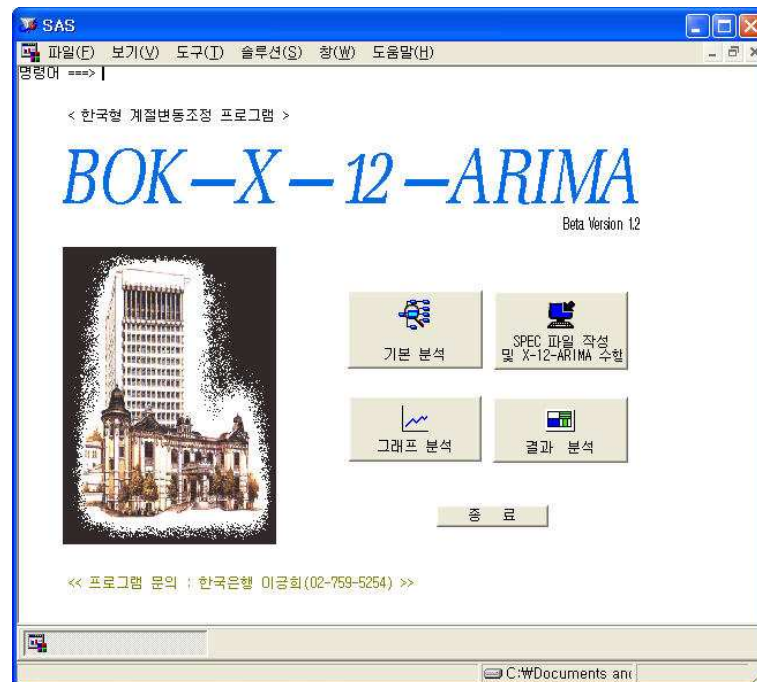 SAS
파일(F) 보기(V) 도구(T) 솔루션(S) 창(W) 도움말(H)
명령어 ===>
< 한국형 계절변동조정 프로그램 >
BOK-X-12-ARIMA
Beta Version 1.2
기본 분석
SPEC 파일 작성
및 X-12-ARIMA 수행
그래프 분석
결과 분석
종 료
<< 프로그램 문의 : 한국은행 이긍희(02-759-5254) >>
C:₩Documents and